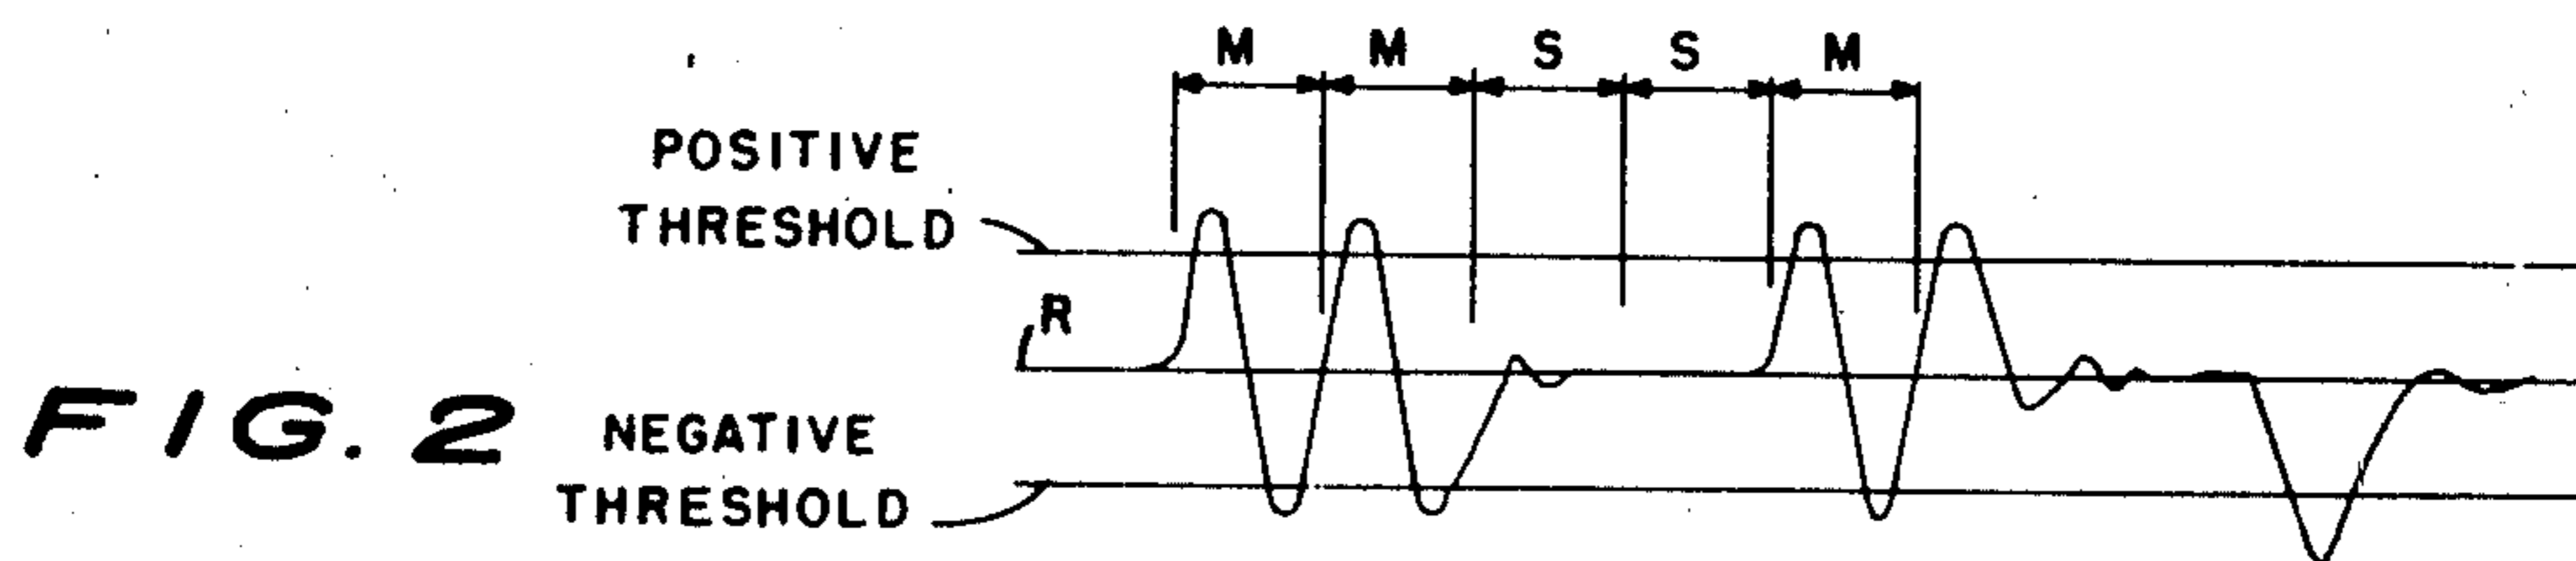 M M S S M
POSITIVE
THRESHOLD
R
FIG. 2
NEGATIVE
THRESHOLD